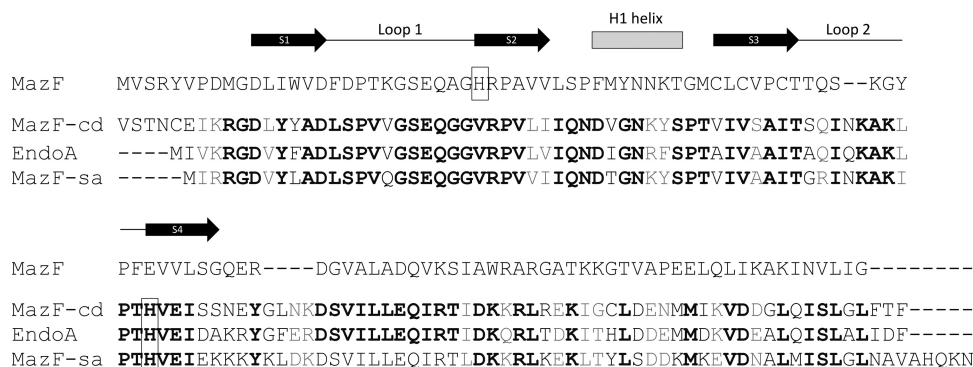 H1 helix
S1 Loop 1 S2 S3 Loop 2
MazF MVSRYVPDMGDLIWVDFDPTKGSEQAGHRPAVVLSPFMYNNKTGMCLCVPCTTQS--KGY
MazF-cd VSTNCEIKRGDLYYADLSPVVGSEQGGVRPVLIIQNDVGNKYSPTVIVSAITSQINKAKL
EndoA ----MIVKRGDVYFADLSPVVGSEQGGVRPVLVIQNDIGNRFSPTAIVAAITAQIQKAKL
MazF-sa -----MIRRGDVYLADLSPVQGSEQGGVRPVVIIQNDTGNKYSPTVIVAAITGRINKAKI
S4
MazF PFEVVLSGQER----DGVALADQVKSIAWRARGATKKGTVAPEELQLIKAKINVLIG--------
MazF-cd PTHVEISSNEYGLNKDSVILLEQIRTIDKKRLREKIGCLDENMMIKVDDGLQISLGLFTF-----
EndoA PTHVEIDAKRYGFERDSVILLEQIRTIDKQRLTDKITHLDDEMMDKVDEALQISLALIDF-----
MazF-sa PTHVEIEKKKYKLDKDSVILLEQIRTLDKKRLKEKLTYLSDDKMKEVDNALMISLGLNAVAHQKN